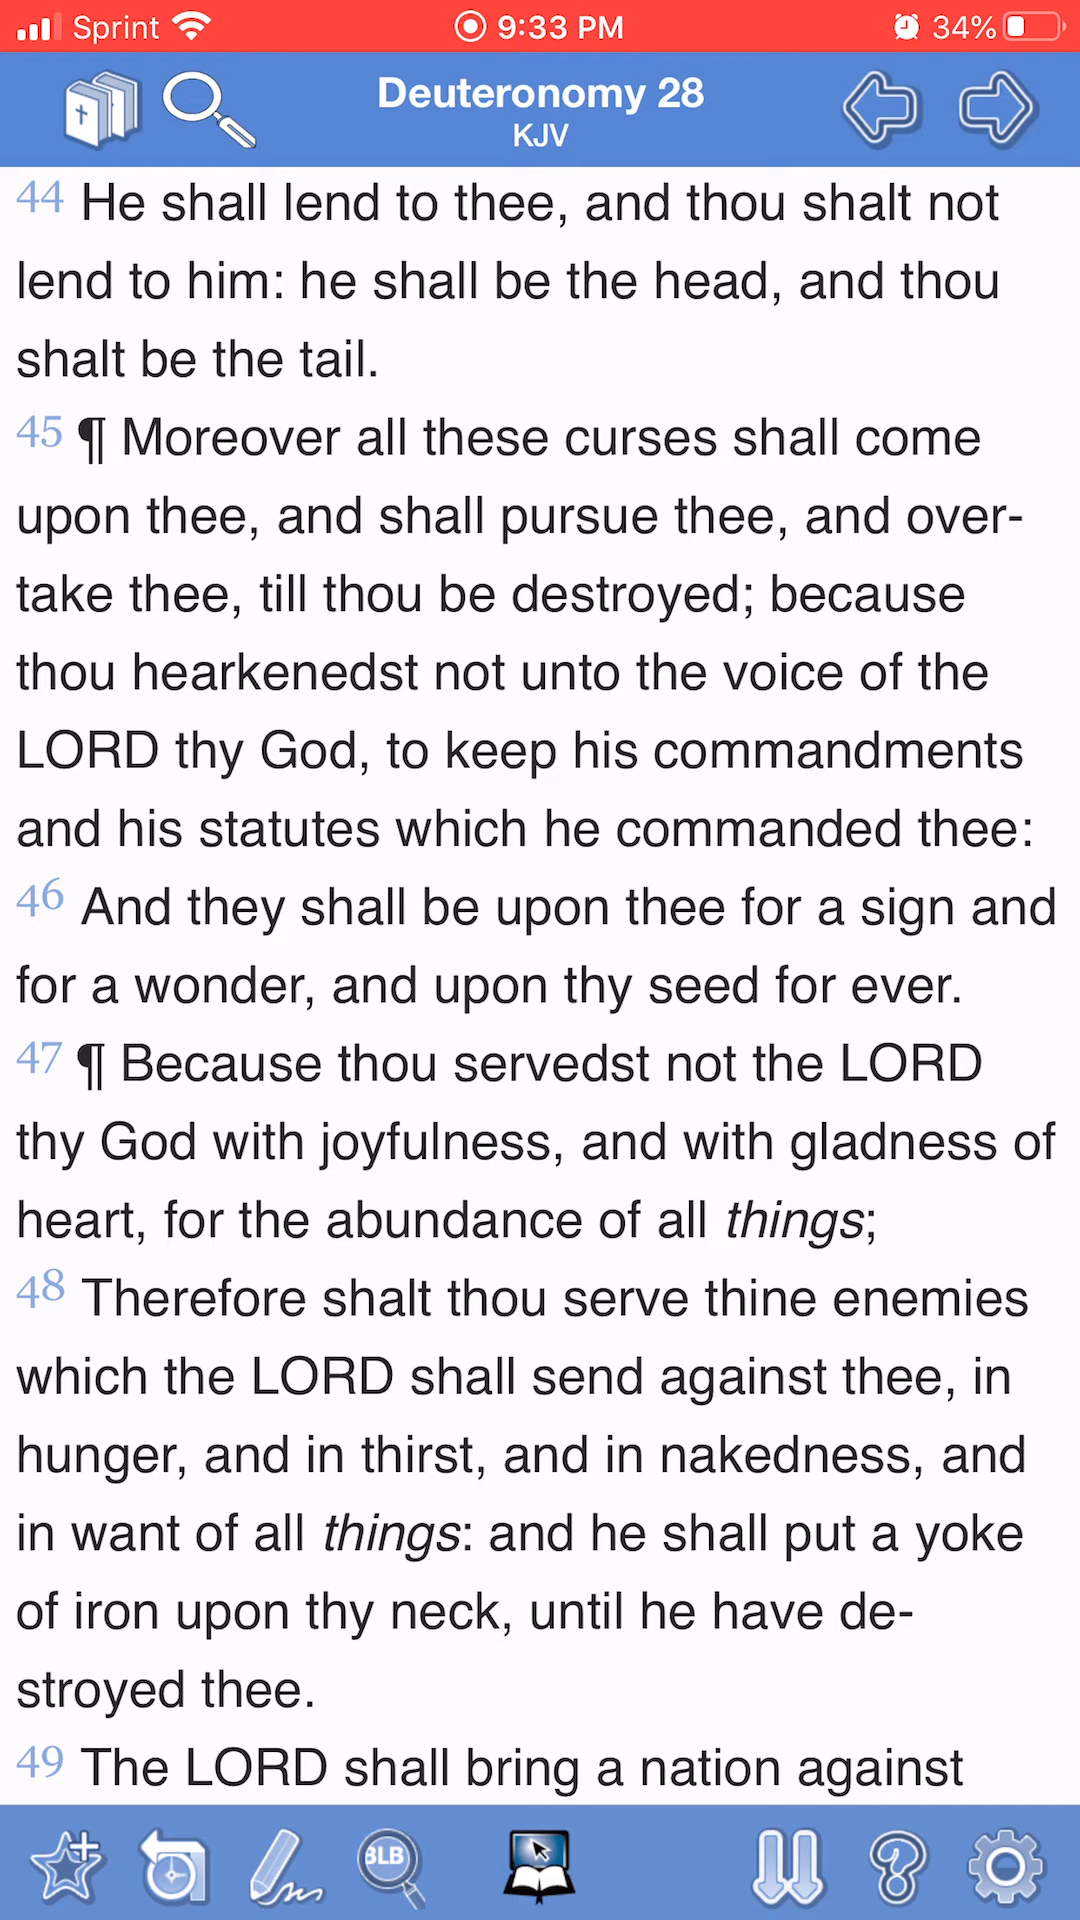 Sprint 9:33 PM 34%
Deuteronomy 28
KJV
44 He shall lend to thee, and thou shalt not
lend to him: he shall be the head, and thou
shalt be the tail.
45 ¶ Moreover all these curses shall come
upon thee, and shall pursue thee, and over-
take thee, till thou be destroyed; because
thou hearkenedst not unto the voice of the
LORD thy God, to keep his commandments
and his statutes which he commanded thee:
46 And they shall be upon thee for a sign and
for a wonder, and upon thy seed for ever.
47 ¶ Because thou servedst not the LORD
thy God with joyfulness, and with gladness of
heart, for the abundance of all things;
48 Therefore shalt thou serve thine enemies
which the LORD shall send against thee, in
hunger, and in thirst, and in nakedness, and
in want of all things: and he shall put a yoke
of iron upon thy neck, until he have de-
stroyed thee.
49 The LORD shall bring a nation against
BLB